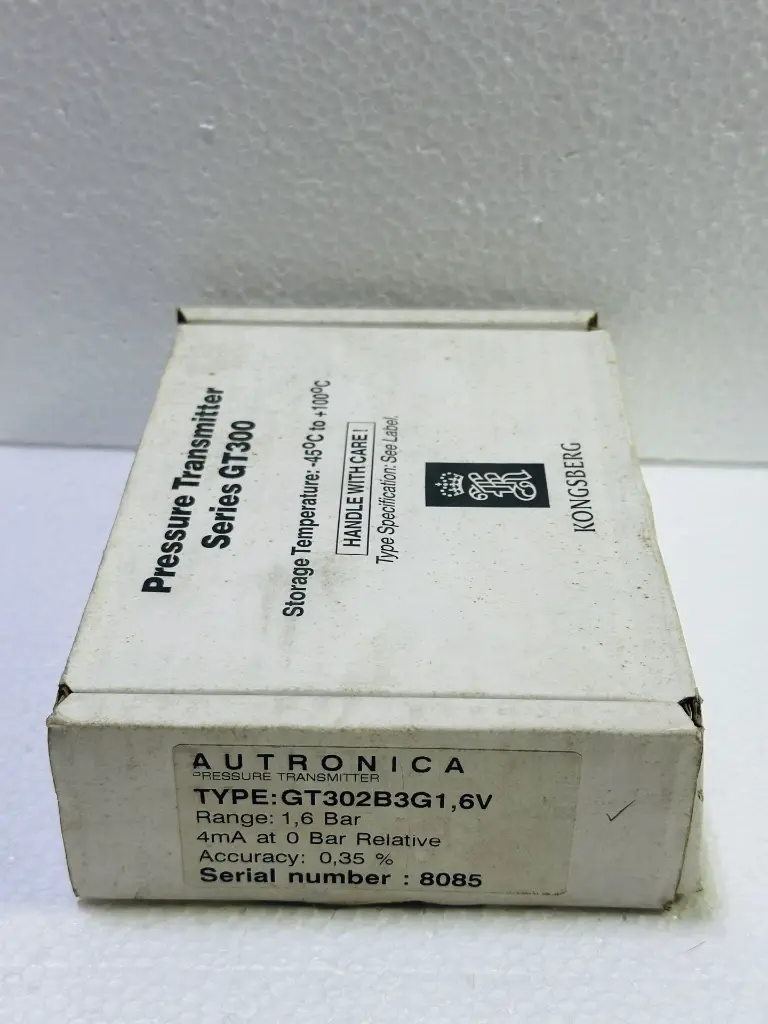 Pressure Transmitter
Series GT300
Storage Temperature: -45°C to +100°C
HANDLE WITH CARE!
Type Specification: See Label.
KONGSBERG
AUTRONICA
PRESSURE TRANSMITTER
TYPE:GT302B3G1,6V
Range: 1,6 Bar
4mA at 0 Bar Relative
Accuracy: 0,35 %
Serial number : 8085